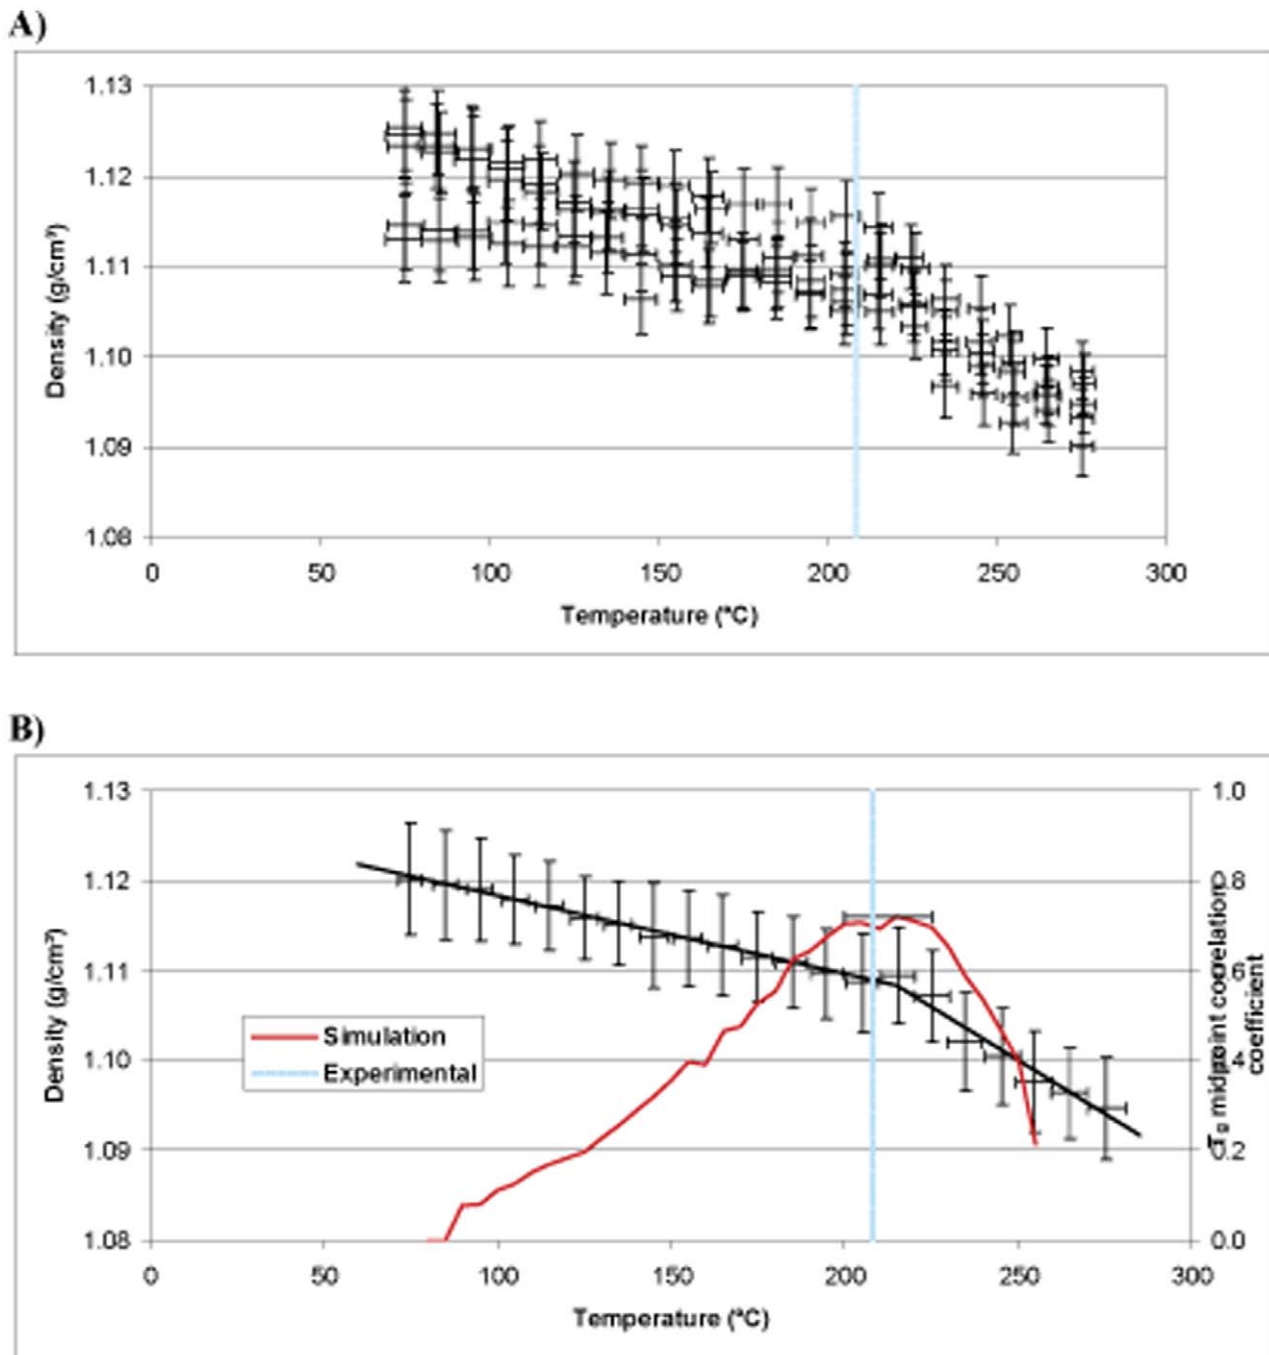 A)
1.13
1.12
1.11
1.10
1.09
1.08
Density (g/cm³)
0 50 100 150 200 250 300
Temperature (ºC)
B)
1.13
1.12
1.11
1.10
1.09
1.08
Density (g/cm³)
1.0
0.8
0.6
0.4
0.2
0.0
Tg midpoint correlation
coefficient
Simulation
Experimental
0 50 100 150 200 250 300
Temperature (ºC)